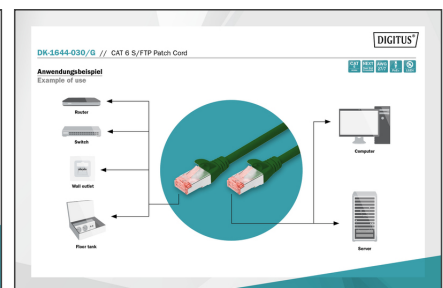 DIGITUS®
DK-1644-030/G // CAT 6 S/FTP Patch Cord
Anwendungsbeispiel
Example of use
Router
Switch
Wall outlet
Floor tank
Computer
Server